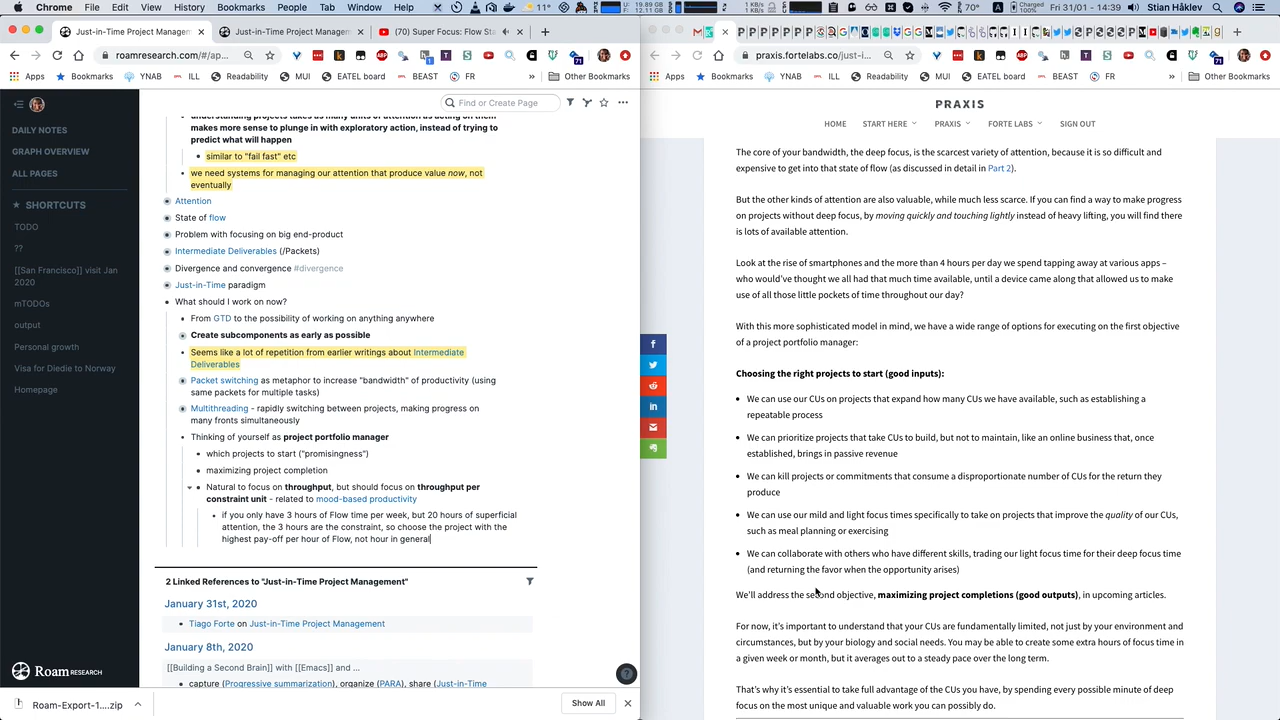 Chrome File Edit View History Bookmarks People Tab Window Help
11°
U: 19.89 GB
F: 12.11 GB
1 KB/s
1 KB/s
70°
Charged
100%
Fri 31/01 - 14:39
Stian Håklev
Just-in-Time Project Managem
Just-in-Time Project Managem
(70) Super Focus: Flow Sta
roamresearch.com/#/ap...
Apps Bookmarks YNAB ILL Readability MUI EATEL board BEAST FR » Other Bookmarks
DAILY NOTES
GRAPH OVERVIEW
ALL PAGES
SHORTCUTS
TODO
??
[[San Francisco]] visit Jan
2020
mTODOs
output
Personal growth
Visa for Diedie to Norway
Homepage
Roam RESEARCH
Find or Create Page
understanding projects takes as many units of attention as acting on them
makes more sense to plunge in with exploratory action, instead of trying to
predict what will happen
similar to "fail fast" etc
we need systems for managing our attention that produce value now, not
eventually
Attention
State of flow
Problem with focusing on big end-product
Intermediate Deliverables (/Packets)
Divergence and convergence #divergence
Just-in-Time paradigm
What should I work on now?
From GTD to the possibility of working on anything anywhere
Create subcomponents as early as possible
Seems like a lot of repetition from earlier writings about Intermediate
Deliverables
Packet switching as metaphor to increase "bandwidth" of productivity (using
same packets for multiple tasks)
Multithreading - rapidly switching between projects, making progress on
many fronts simultaneously
Thinking of yourself as project portfolio manager
which projects to start ("promisingness")
maximizing project completion
Natural to focus on throughput, but should focus on throughput per
constraint unit - related to mood-based productivity
if you only have 3 hours of Flow time per week, but 20 hours of superficial
attention, the 3 hours are the constraint, so choose the project with the
highest pay-off per hour of Flow, not hour in general
2 Linked References to "Just-in-Time Project Management"
January 31st, 2020
Tiago Forte on Just-in-Time Project Management
January 8th, 2020
[[Building a Second Brain]] with [[Emacs]] and ...
capture (Progressive summarization), organize (PARA), share (Just-in-Time
Roam-Export-1....zip
Show All
praxis.fortelabs.co/just-i...
Apps Bookmarks YNAB ILL Readability MUI EATEL board BEAST FR » Other Bookmarks
PRAXIS
HOME START HERE PRAXIS FORTE LABS SIGN OUT
The core of your bandwidth, the deep focus, is the scarcest variety of attention, because it is so difficult and
expensive to get into that state of flow (as discussed in detail in Part 2).
But the other kinds of attention are also valuable, while much less scarce. If you can find a way to make progress
on projects without deep focus, by moving quickly and touching lightly instead of heavy lifting, you will find there
is lots of available attention.
Look at the rise of smartphones and the more than 4 hours per day we spend tapping away at various apps –
who would've thought we all had that much time available, until a device came along that allowed us to make
use of all those little pockets of time throughout our day?
With this more sophisticated model in mind, we have a wide range of options for executing on the first objective
of a project portfolio manager:
Choosing the right projects to start (good inputs):
We can use our CUs on projects that expand how many CUs we have available, such as establishing a
repeatable process
We can prioritize projects that take CUs to build, but not to maintain, like an online business that, once
established, brings in passive revenue
We can kill projects or commitments that consume a disproportionate number of CUs for the return they
produce
We can use our mild and light focus times specifically to take on projects that improve the quality of our CUs,
such as meal planning or exercising
We can collaborate with others who have different skills, trading our light focus time for their deep focus time
(and returning the favor when the opportunity arises)
We'll address the second objective, maximizing project completions (good outputs), in upcoming articles.
For now, it's important to understand that your CUs are fundamentally limited, not just by your environment and
circumstances, but by your biology and social needs. You may be able to create some extra hours of focus time in
a given week or month, but it averages out to a steady pace over the long term.
That's why it's essential to take full advantage of the CUs you have, by spending every possible minute of deep
focus on the most unique and valuable work you can possibly do.